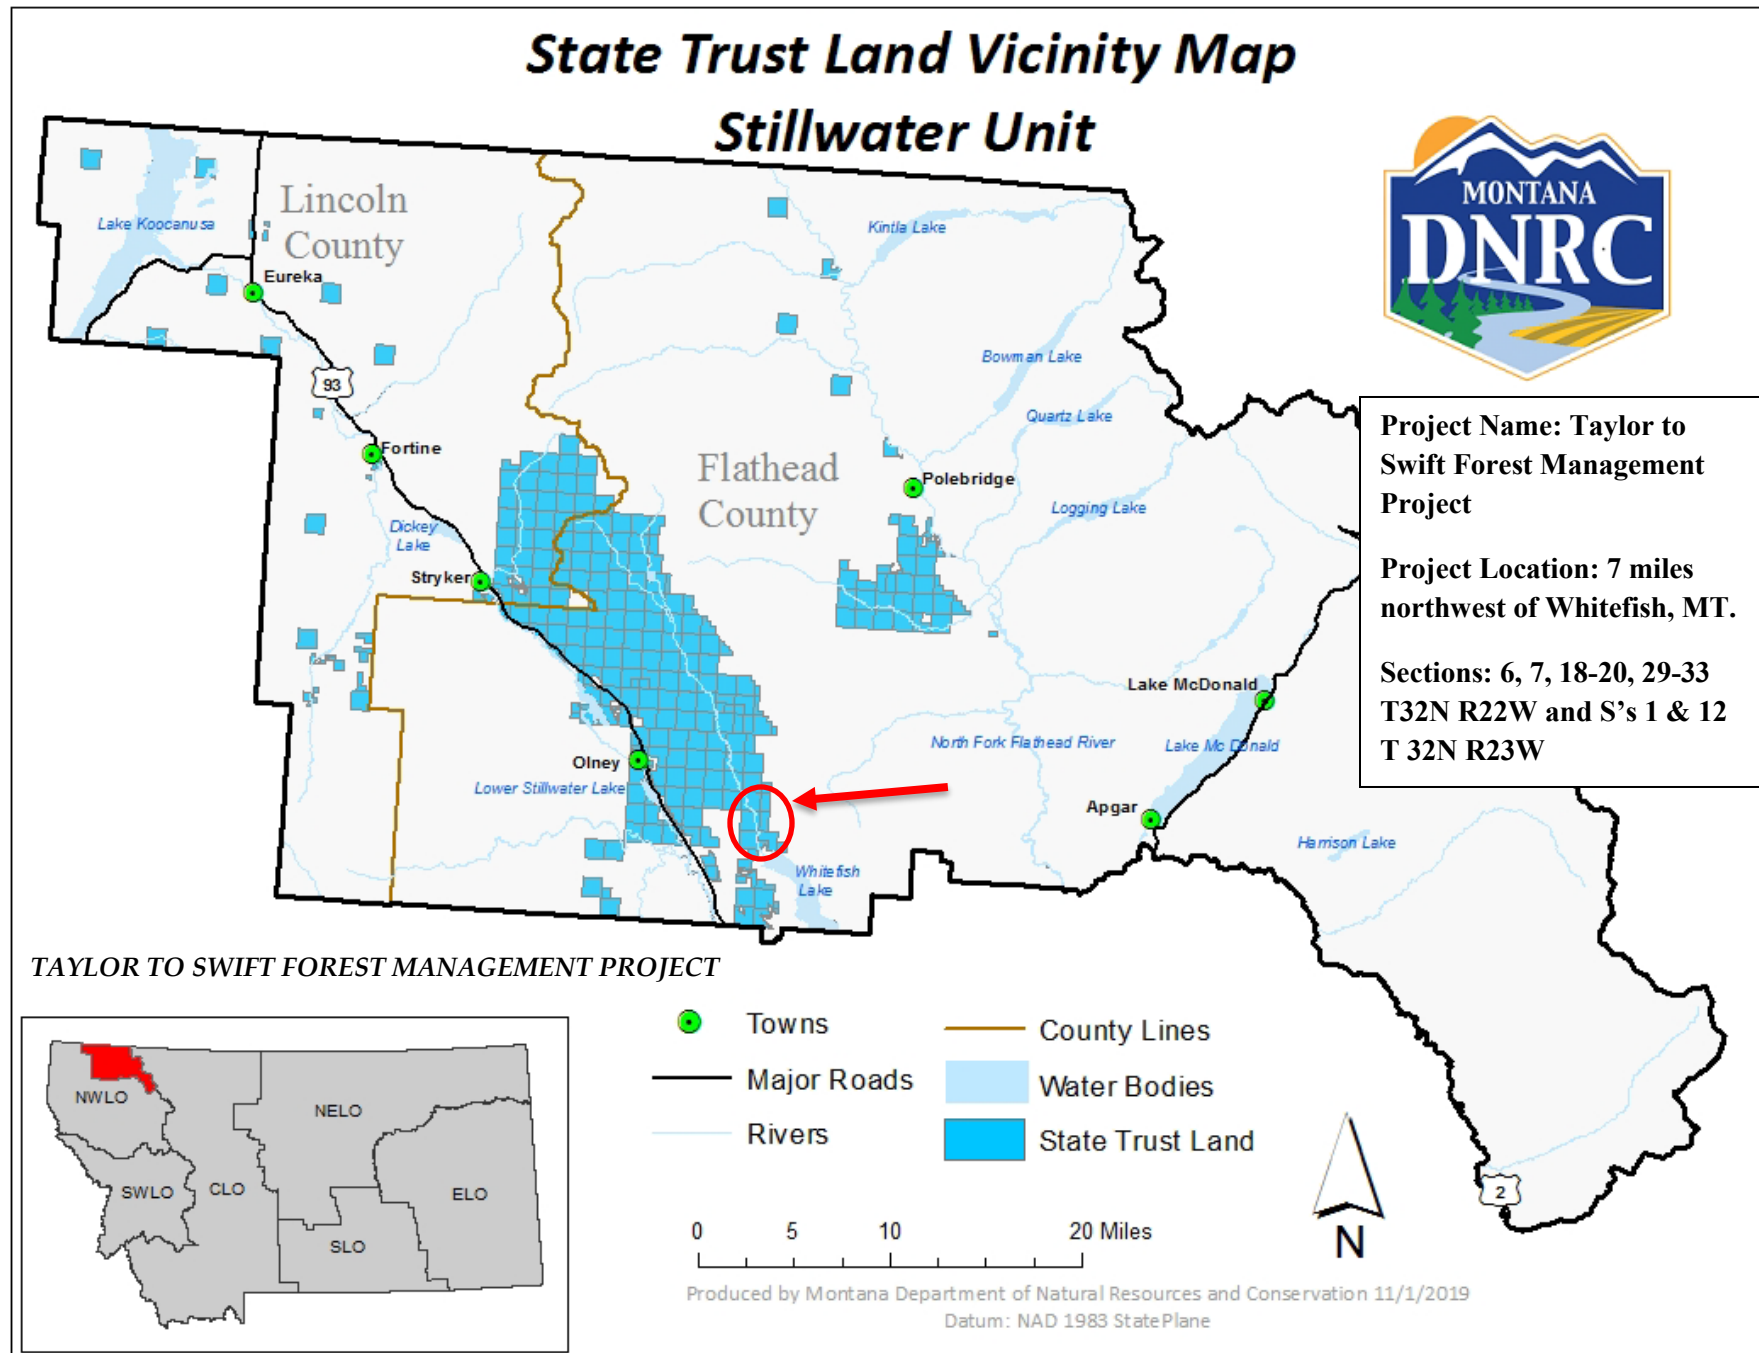 State Trust Land Vicinity Map
Stillwater Unit
MONTANA
DNRC
Lincoln
County
Lake Koocanusa
Eureka
93
Fortine
Dickey
Lake
Stryker
Flathead
County
Kintla Lake
Bowman Lake
Quartz Lake
Polebridge
Logging Lake
Lake McDonald
North Fork Flathead River
Lake Mc Donald
Olney
Lower Stillwater Lake
Apgar
Harrison Lake
Whitefish
Lake
2
Project Name: Taylor to
Swift Forest Management
Project
Project Location: 7 miles
northwest of Whitefish, MT.
Sections: 6, 7, 18-20, 29-33
T32N R22W and S’s 1 & 12
T 32N R23W
TAYLOR TO SWIFT FOREST MANAGEMENT PROJECT
NWLO
SWLO
CLO
NELO
SLO
ELO
Towns
Major Roads
Rivers
County Lines
Water Bodies
State Trust Land
0 5 10 20 Miles
N
Produced by Montana Department of Natural Resources and Conservation 11/1/2019
Datum: NAD 1983 StatePlane